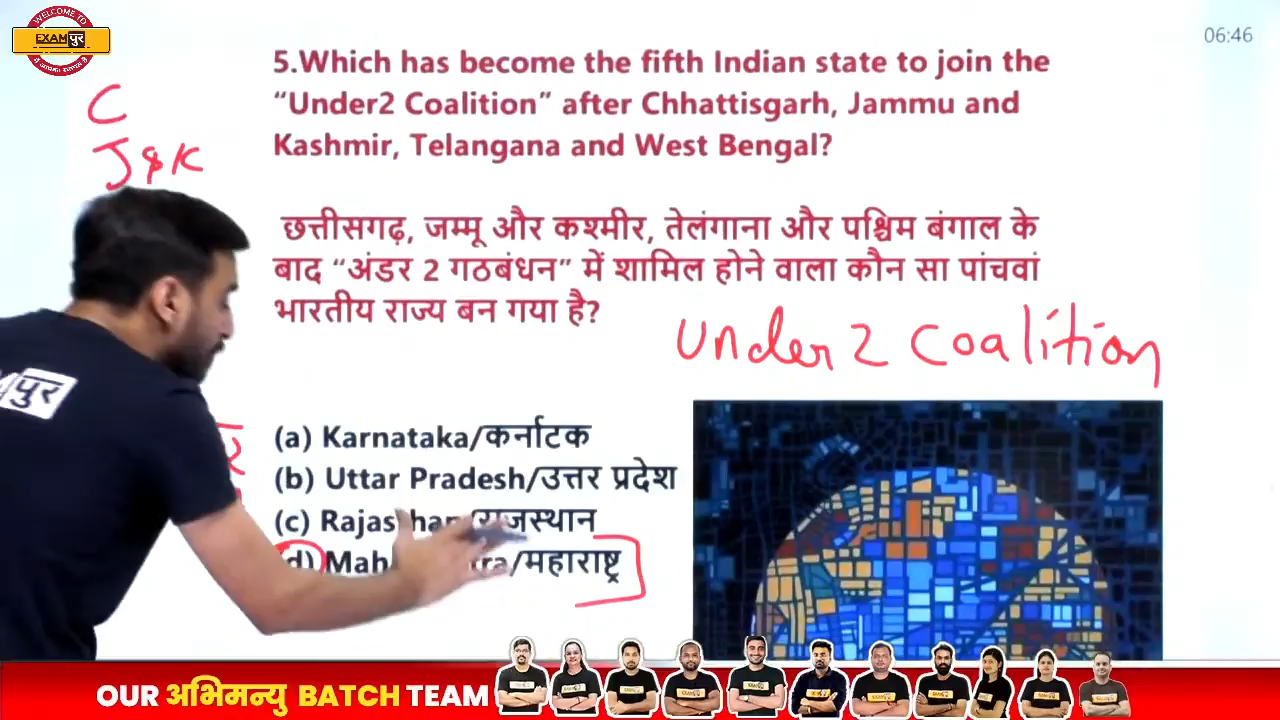 WELCOME TO
EXAMपुर
06:46
5.Which has become the fifth Indian state to join the
“Under2 Coalition” after Chhattisgarh, Jammu and
Kashmir, Telangana and West Bengal?
C
J&K
छत्तीसगढ़, जम्मू और कश्मीर, तेलंगाना और पश्चिम बंगाल के
बाद “अंडर 2 गठबंधन” में शामिल होने वाला कौन सा पांचवां
भारतीय राज्य बन गया है?
Under 2 Coalition
पुर
(a) Karnataka/कर्नाटक
(b) Uttar Pradesh/उत्तर प्रदेश
(c) Rajasthan/राजस्थान
(d) /महाराष्ट्र
OUR अभिमन्यु BATCH TEAM